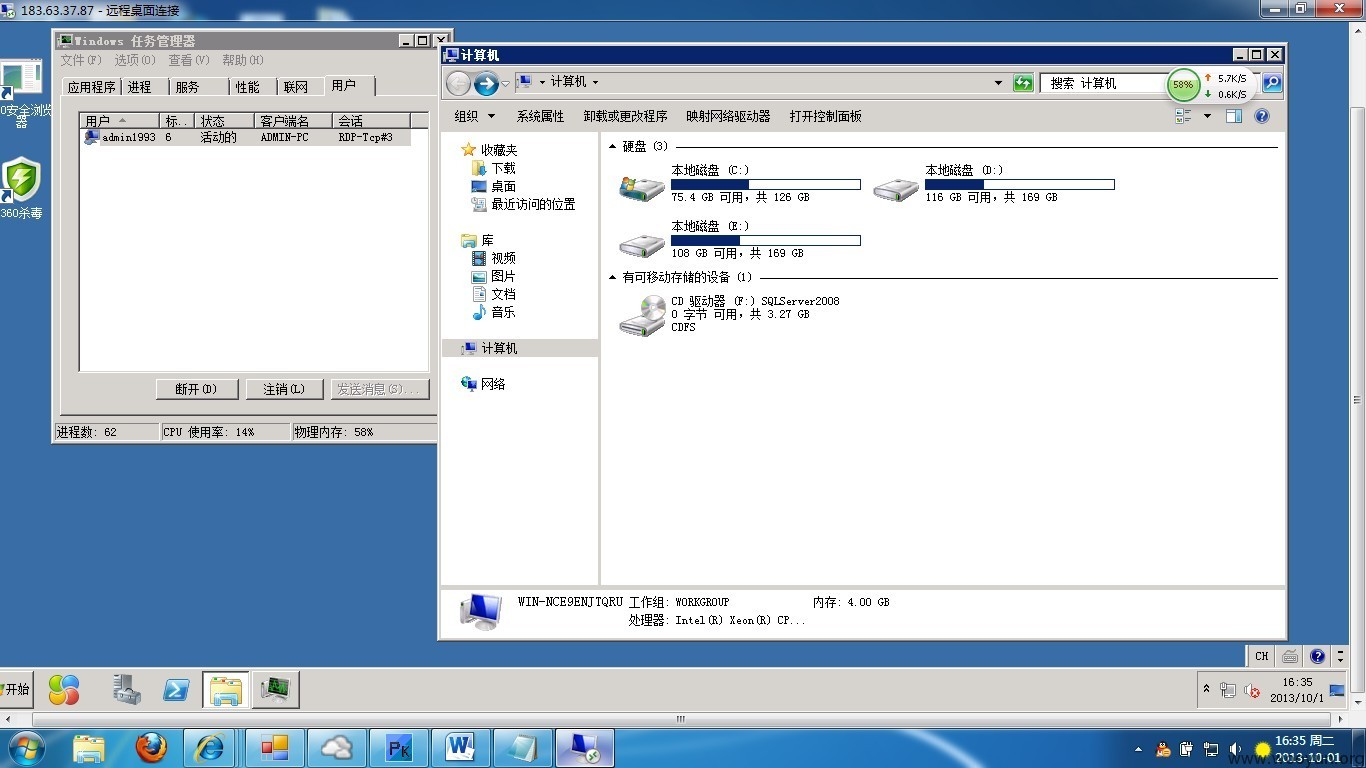 183.63.37.87 - 远程桌面连接
Windows 任务管理器
文件(F) 选项(O) 查看(V) 帮助(H)
应用程序 进程 服务 性能 联网 用户
用户 标.. 状态 客户端名 会话
admin1993 6 活动的 ADMIN-PC RDP-Tcp#3
断开(D) 注销(L) 发送消息(S)...
进程数: 62 CPU 使用率: 14% 物理内存: 58%
0安全浏览
器
360杀毒
计算机
计算机
搜索 计算机
58%
5.7K/S
0.6K/S
组织 系统属性 卸载或更改程序 映射网络驱动器 打开控制面板
收藏夹
下载
桌面
最近访问的位置
库
视频
图片
文档
音乐
计算机
网络
硬盘 (3)
本地磁盘 (C:)
75.4 GB 可用，共 126 GB
本地磁盘 (D:)
116 GB 可用，共 169 GB
本地磁盘 (E:)
108 GB 可用，共 169 GB
有可移动存储的设备 (1)
CD 驱动器 (F:) SQLServer2008
0 字节 可用，共 3.27 GB
CDFS
WIN-NCE9ENJTQRU 工作组: WORKGROUP 内存: 4.00 GB
处理器: Intel(R) Xeon(R) CP...
CH
开始
16:35
2013/10/1
16:35 周二
2013-10-01